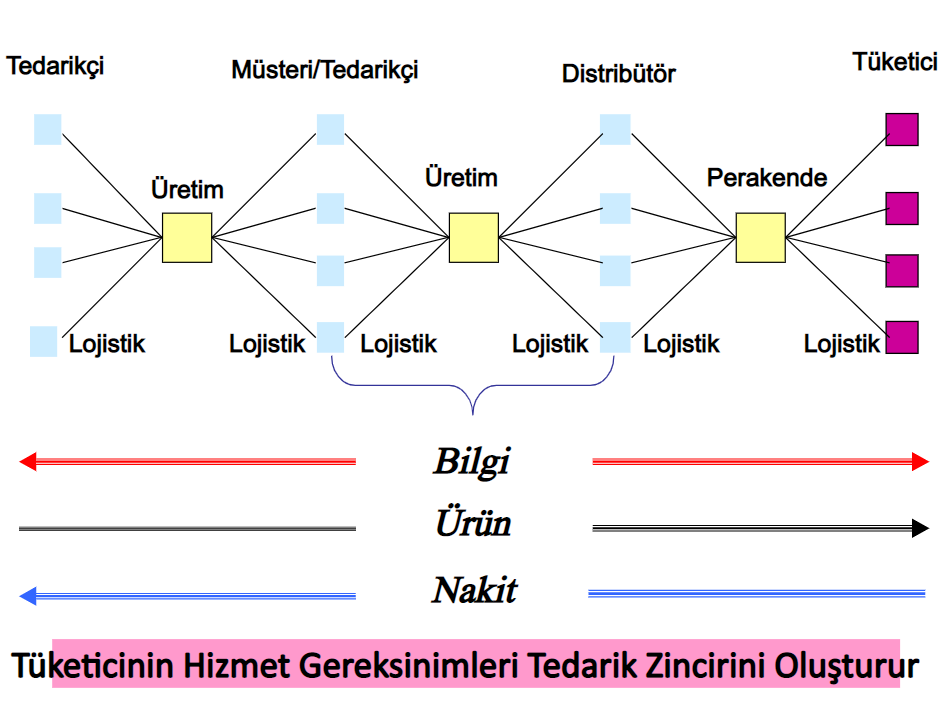 Tedarikçi
Müsteri/Tedarikçi
Distribütör
Tüketici
Üretim
Üretim
Perakende
Lojistik
Lojistik
Lojistik
Lojistik
Lojistik
Lojistik
Bilgi
Ürün
Nakit
Tüketicinin Hizmet Gereksinimleri Tedarik Zincirini Oluşturur